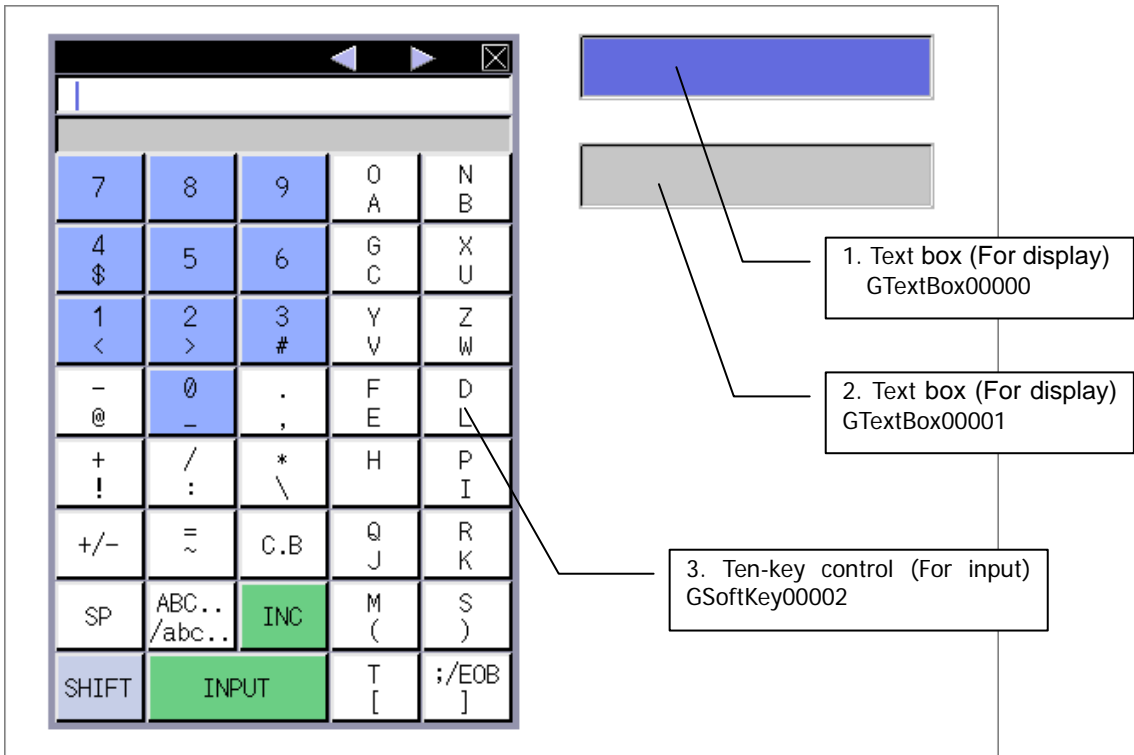 7 8 9 O N
A B
4 5 6 G X
$ C U
1 2 3 Y Z
< > # V W
- 0 . F D
@ _ , E L
+ / * H P
! : \ I
+/- = C.B Q R
~ J K
SP ABC.. INC M S
/abc.. ( )
SHIFT INPUT T ;/EOB
[ ]
1. Text box (For display)
GTextBox00000
2. Text box (For display)
GTextBox00001
3. Ten-key control (For input)
GSoftKey00002